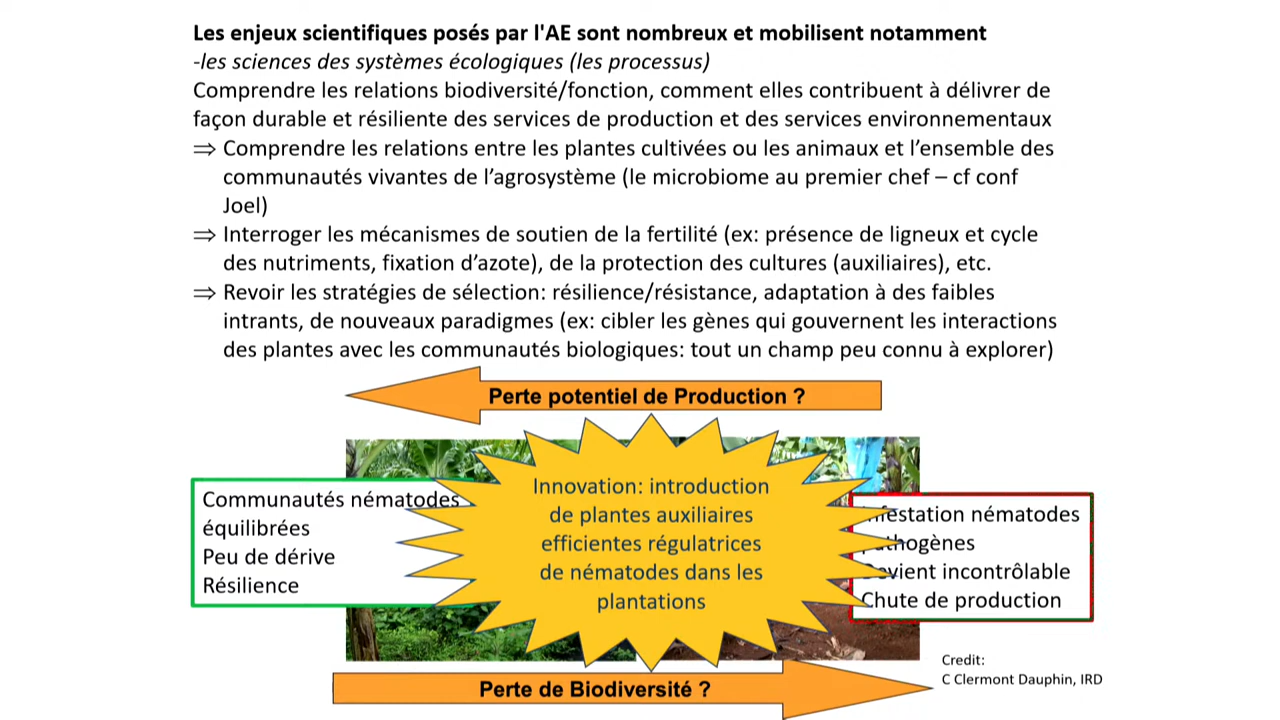 Les enjeux scientifiques posés par l'AE sont nombreux et mobilisent notamment
-les sciences des systèmes écologiques (les processus)
Comprendre les relations biodiversité/fonction, comment elles contribuent à délivrer de
façon durable et résiliente des services de production et des services environnementaux
⇒ Comprendre les relations entre les plantes cultivées ou les animaux et l’ensemble des
communautés vivantes de l’agrosystème (le microbiome au premier chef – cf conf
Joel)
⇒ Interroger les mécanismes de soutien de la fertilité (ex: présence de ligneux et cycle
des nutriments, fixation d’azote), de la protection des cultures (auxiliaires), etc.
⇒ Revoir les stratégies de sélection: résilience/résistance, adaptation à des faibles
intrants, de nouveaux paradigmes (ex: cibler les gènes qui gouvernent les interactions
des plantes avec les communautés biologiques: tout un champ peu connu à explorer)
Perte potentiel de Production ?
Communautés nématodes
équilibrées
Peu de dérive
Résilience
Innovation: introduction
de plantes auxiliaires
efficientes régulatrices
de nématodes dans les
plantations
Infestation nématodes
pathogènes
Devient incontrôlable
Chute de production
Perte de Biodiversité ?
Credit:
C Clermont Dauphin, IRD